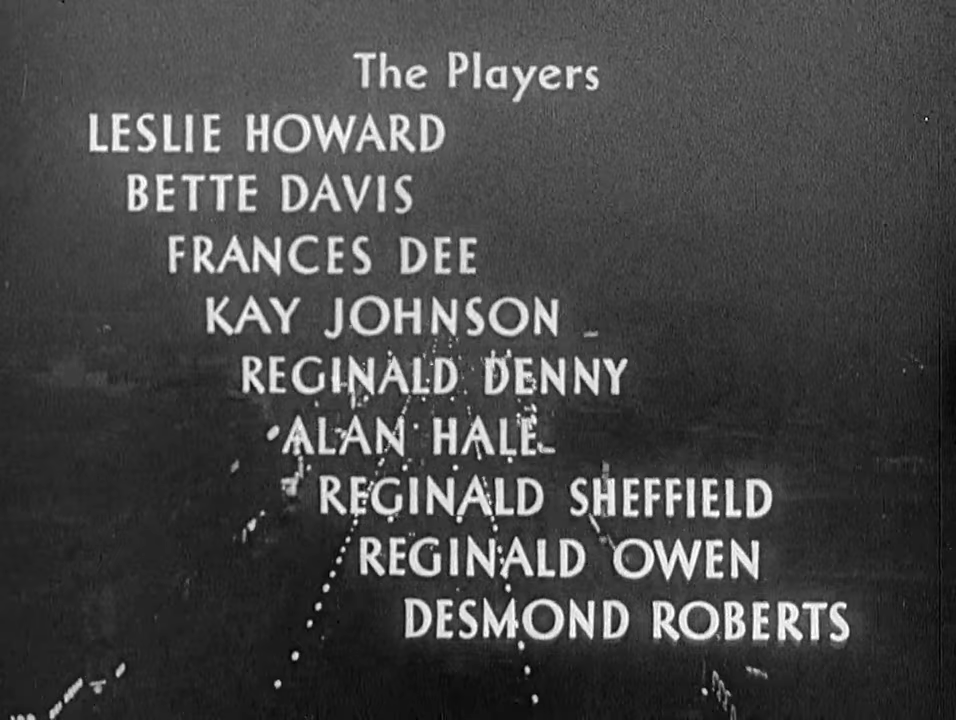 The Players
LESLIE HOWARD
BETTE DAVIS
FRANCES DEE
KAY JOHNSON
REGINALD DENNY
ALAN HALE
REGINALD SHEFFIELD
REGINALD OWEN
DESMOND ROBERTS